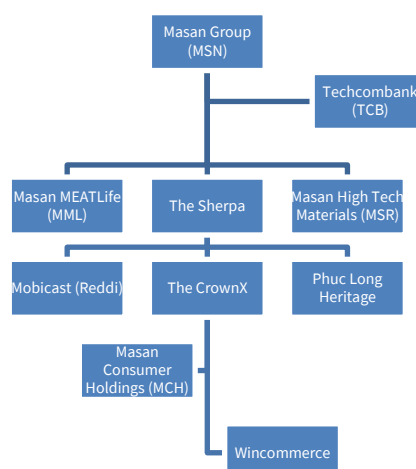 Masan Group
(MSN)
Techcombank
(TCB)
Masan MEATLife
(MML)
The Sherpa
Masan High Tech
Materials (MSR)
Mobicast (Reddi)
The CrownX
Phuc Long
Heritage
Masan
Consumer
Holdings (MCH)
Wincommerce